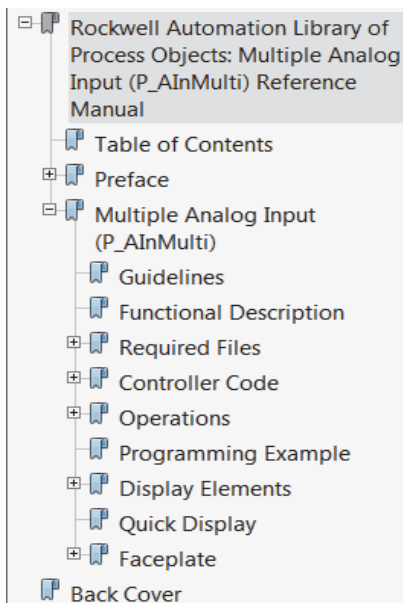 Rockwell Automation Library of
Process Objects: Multiple Analog
Input (P_AInMulti) Reference
Manual
Table of Contents
Preface
Multiple Analog Input
(P_AInMulti)
Guidelines
Functional Description
Required Files
Controller Code
Operations
Programming Example
Display Elements
Quick Display
Faceplate
Back Cover